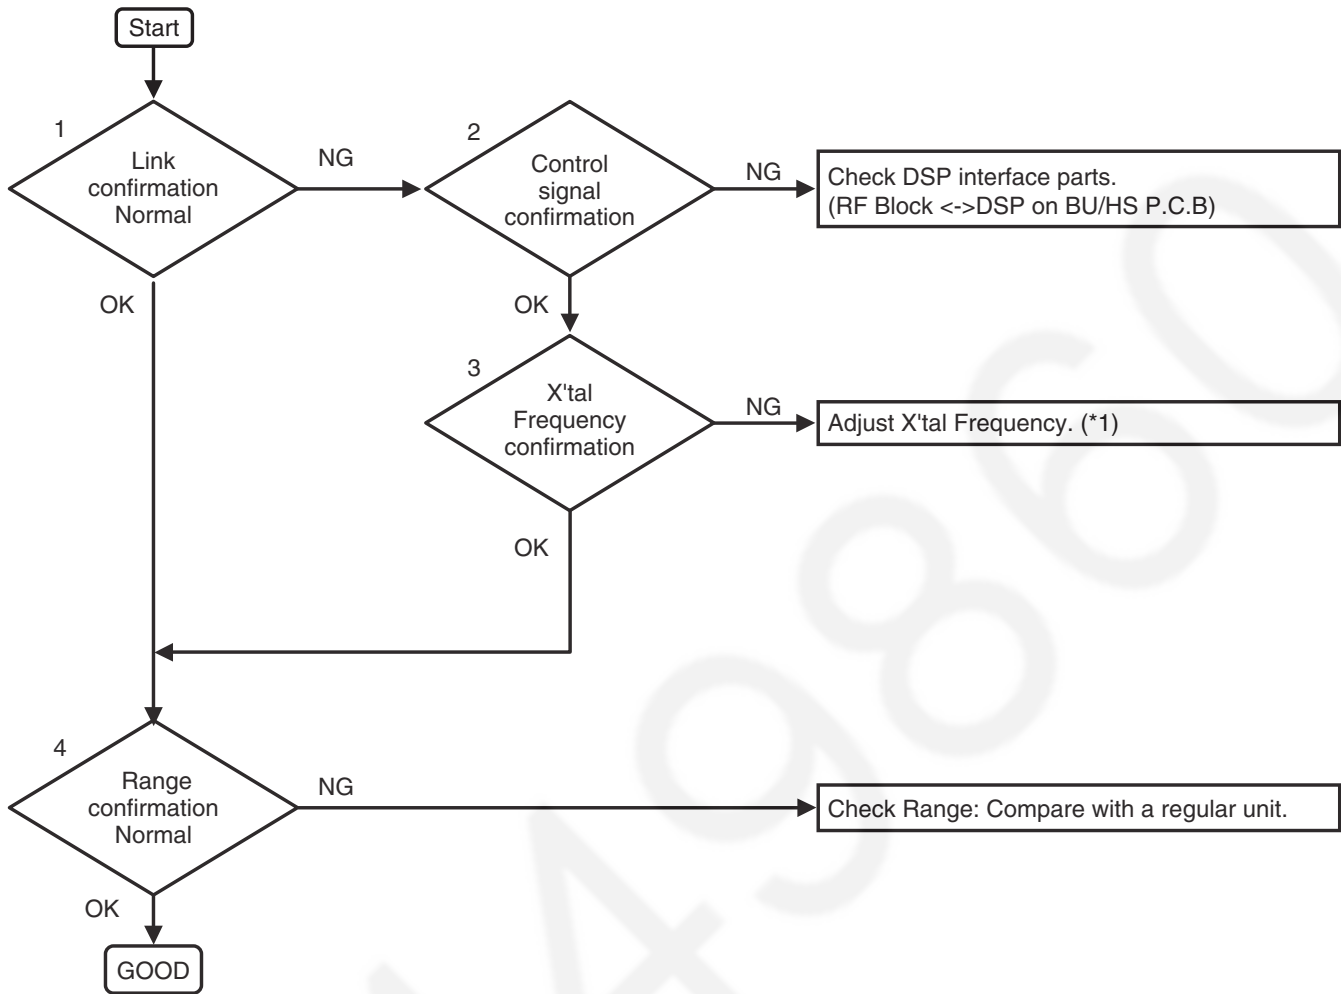 Start
1
Link
confirmation
Normal
NG
2
Control
signal
confirmation
NG
Check DSP interface parts.
(RF Block <->DSP on BU/HS P.C.B)
OK
OK
3
X'tal
Frequency
confirmation
NG
Adjust X'tal Frequency. (*1)
OK
4
Range
confirmation
Normal
NG
Check Range: Compare with a regular unit.
OK
GOOD